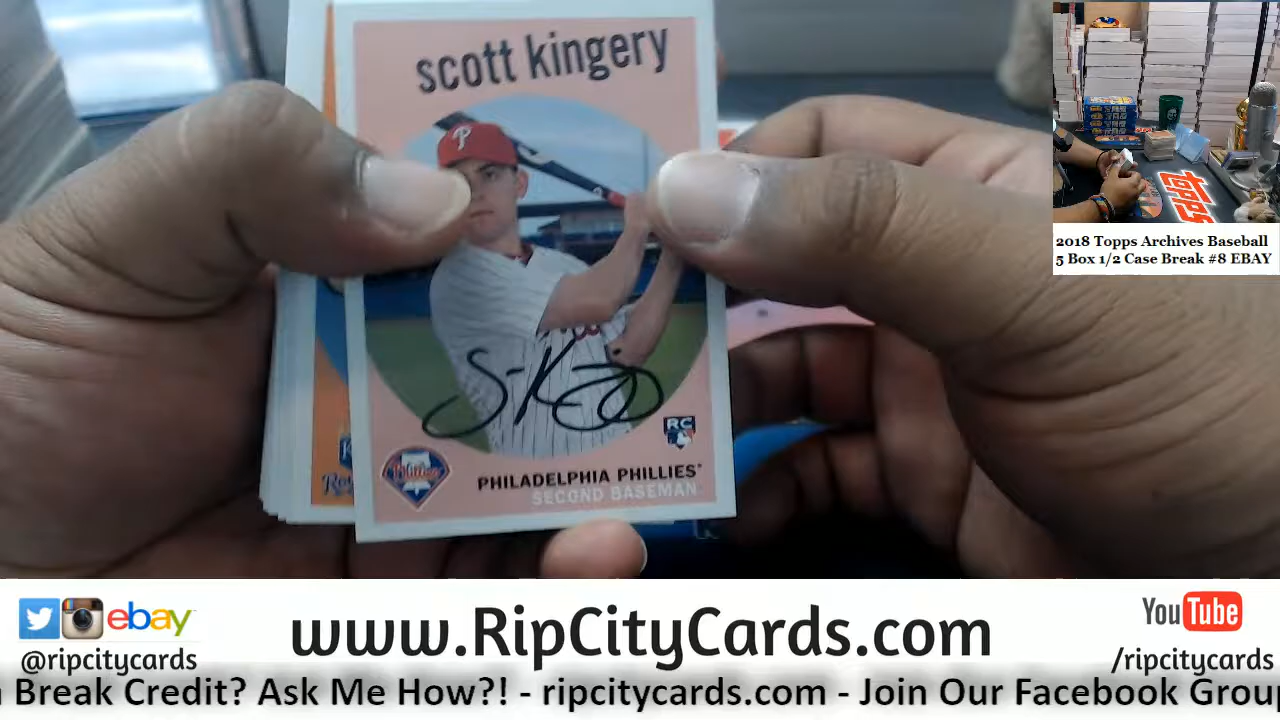 scott kingery
P
S K
RC
Phillies
PHILADELPHIA PHILLIES
SECOND BASEMAN
Ro
topps
2018 Topps Archives Baseball
5 Box 1/2 Case Break #8 EBAY
ebay
@ripcitycards
www.RipCityCards.com
YouTube
/ripcitycards
Break Credit? Ask Me How?! - ripcitycards.com - Join Our Facebook Group